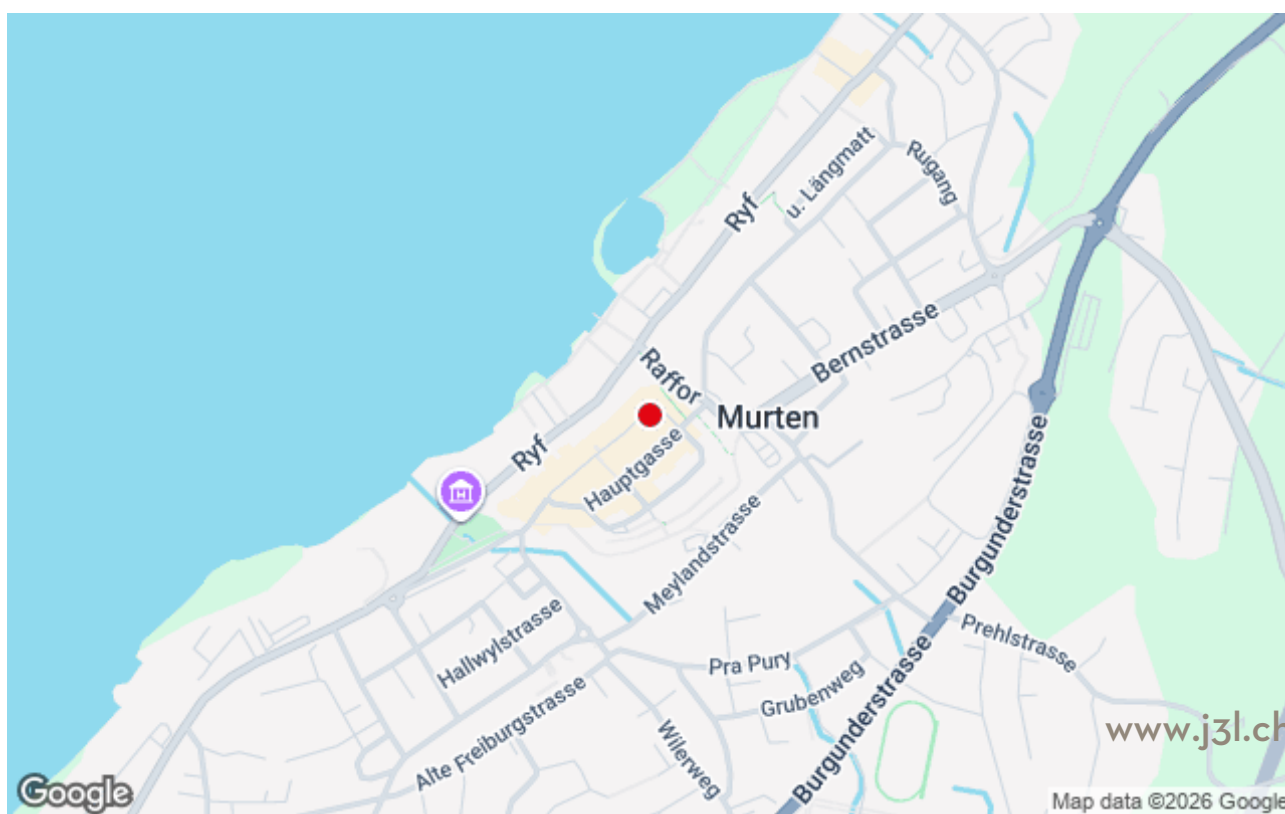 Rugang
u. Längmatt
Ryf
Bernstrasse
Raffor
Murten
Ryf
Hauptgasse
Burgunderstrasse
Meylandstrasse
Prehlstrasse
Hallwylstrasse
Pra Pury
Grubenweg
Alte Freiburgstrasse
Wilerweg
Burgunderstrasse
www.j3l.ch
Google
Map data ©2026 Google